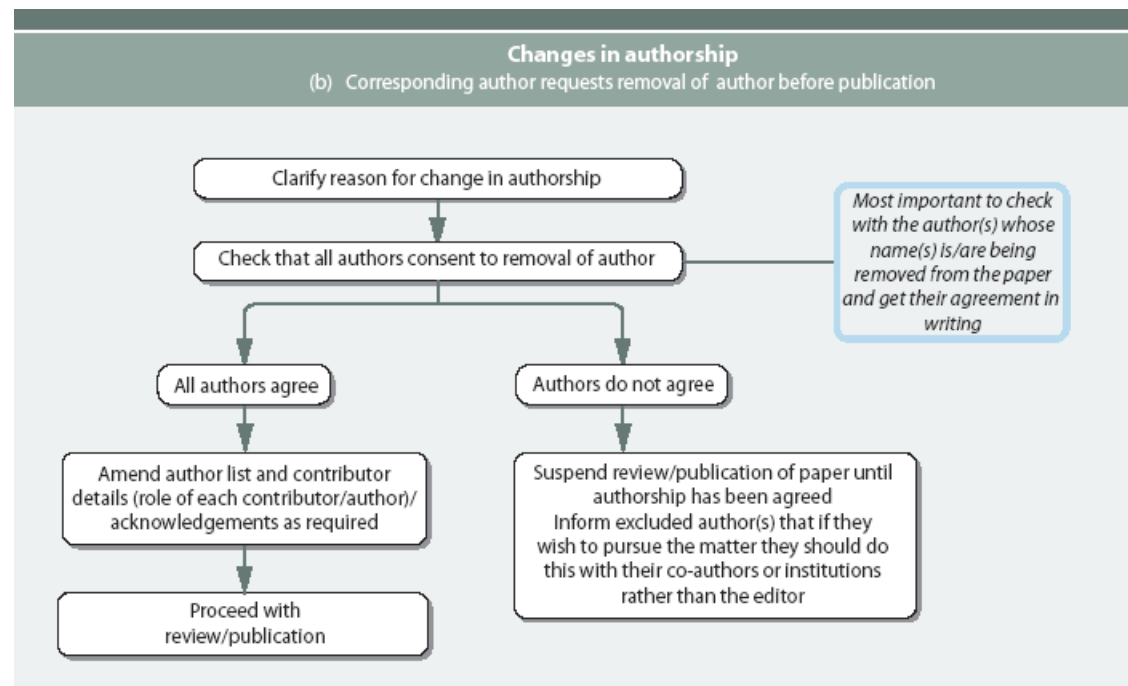 Changes in authorship
(b) Corresponding author requests removal of author before publication
Clarify reason for change in authorship
Check that all authors consent to removal of author
Most important to check
with the author(s) whose
name(s) is/are being
removed from the paper
and get their agreement in
writing
All authors agree
Authors do not agree
Amend author list and contributor
details (role of each contributor/author)/
acknowledgements as required
Suspend review/publication of paper until
authorship has been agreed
Inform excluded author(s) that if they
wish to pursue the matter they should do
this with their co-authors or institutions
rather than the editor
Proceed with
review/publication